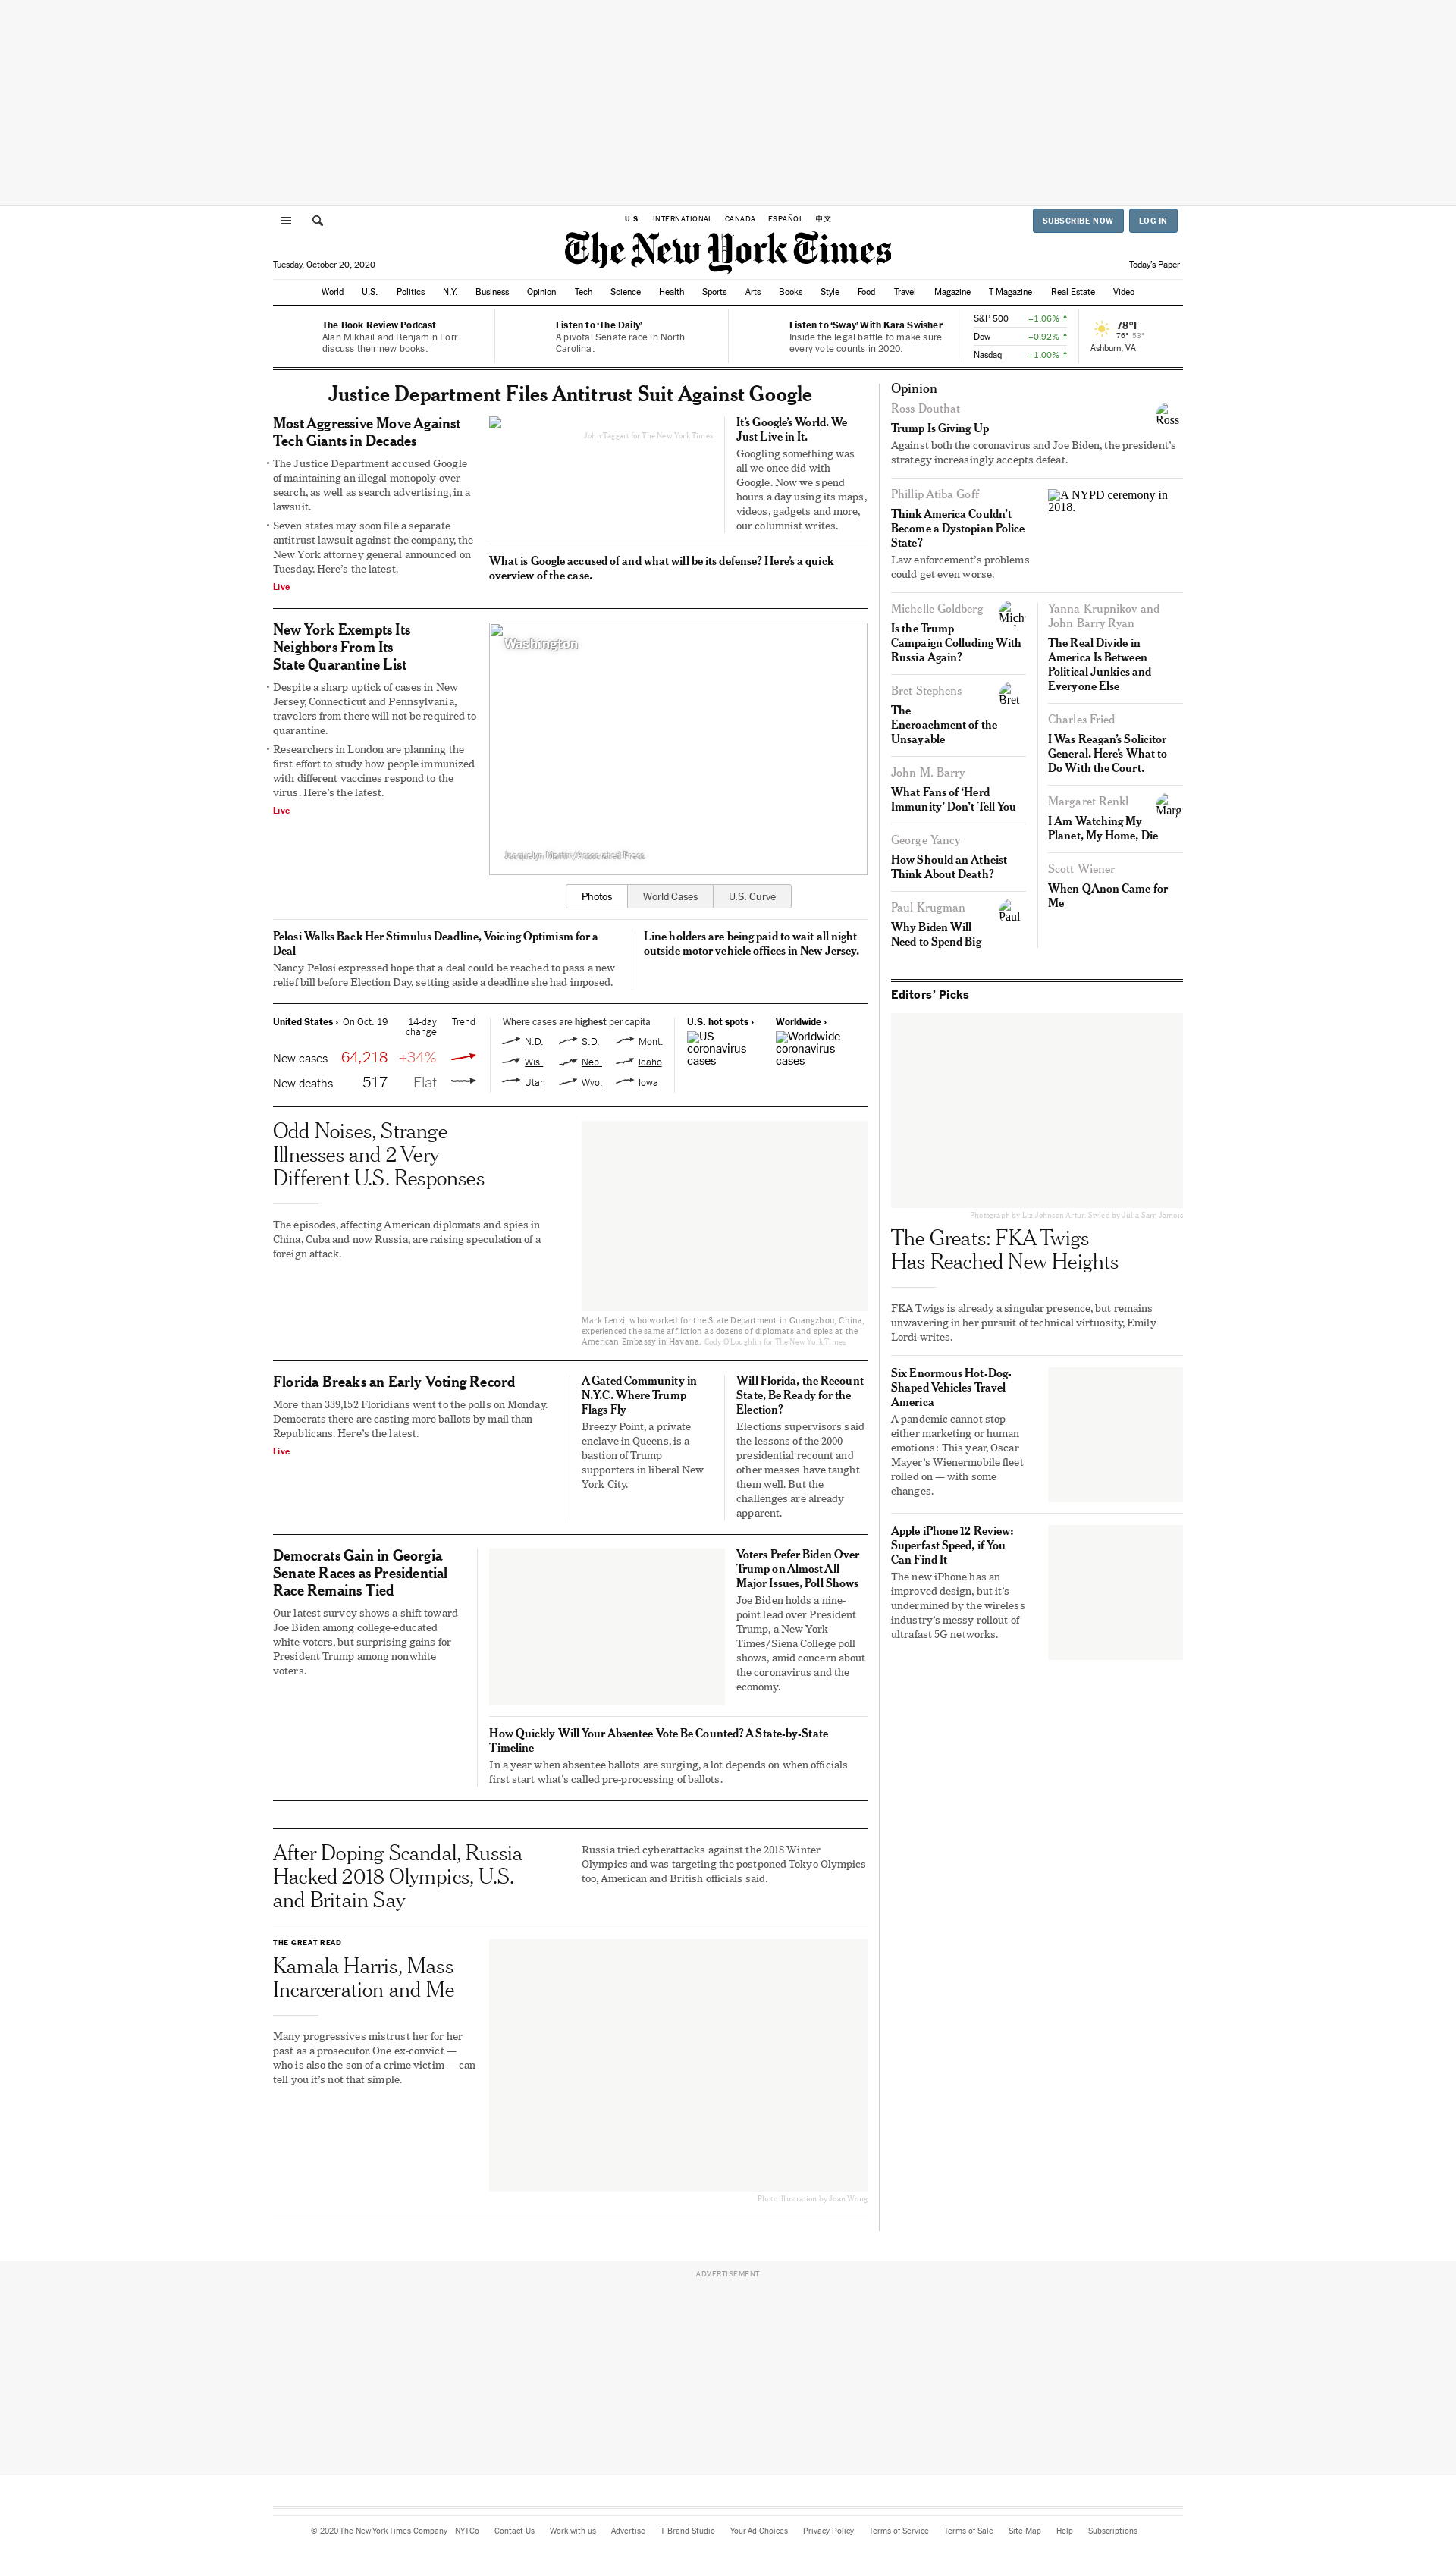 U.S. INTERNATIONAL CANADA ESPAÑOL 中文
SUBSCRIBE NOW LOG IN
The New York Times
Tuesday, October 20, 2020
Today's Paper
World U.S. Politics N.Y. Business Opinion Tech Science Health Sports Arts Books Style Food Travel Magazine T Magazine Real Estate Video
The Book Review Podcast
Alan Mikhail and Benjamin Lorr
discuss their new books.
Listen to 'The Daily'
A pivotal Senate race in North
Carolina.
Listen to 'Sway' With Kara Swisher
Inside the legal battle to make sure
every vote counts in 2020.
S&P 500 +1.06% ↑
Dow +0.92% ↑
Nasdaq +1.00% ↑
78°F
76° 53°
Ashburn, VA
Justice Department Files Antitrust Suit Against Google
Most Aggressive Move Against
Tech Giants in Decades
• The Justice Department accused Google
of maintaining an illegal monopoly over
search, as well as search advertising, in a
lawsuit.
• Seven states may soon file a separate
antitrust lawsuit against the company, the
New York attorney general announced on
Tuesday. Here's the latest.
Live
John Taggart for The New York Times
It's Google's World. We
Just Live in It.
Googling something was
all we once did with
Google. Now we spend
hours a day using its maps,
videos, gadgets and more,
our columnist writes.
What is Google accused of and what will be its defense? Here's a quick
overview of the case.
New York Exempts Its
Neighbors From Its
State Quarantine List
• Despite a sharp uptick of cases in New
Jersey, Connecticut and Pennsylvania,
travelers from there will not be required to
quarantine.
• Researchers in London are planning the
first effort to study how people immunized
with different vaccines respond to the
virus. Here's the latest.
Live
Washington
Jacquelyn Martin/Associated Press
Photos World Cases U.S. Curve
Pelosi Walks Back Her Stimulus Deadline, Voicing Optimism for a
Deal
Nancy Pelosi expressed hope that a deal could be reached to pass a new
relief bill before Election Day, setting aside a deadline she had imposed.
Line holders are being paid to wait all night
outside motor vehicle offices in New Jersey.
United States › On Oct. 19 14-day
change Trend
New cases 64,218 +34%
New deaths 517 Flat
Where cases are highest per capita
N.D. S.D. Mont.
Wis. Neb. Idaho
Utah Wyo. Iowa
U.S. hot spots ›
US
coronavirus
cases
Worldwide ›
Worldwide
coronavirus
cases
Odd Noises, Strange
Illnesses and 2 Very
Different U.S. Responses
The episodes, affecting American diplomats and spies in
China, Cuba and now Russia, are raising speculation of a
foreign attack.
Mark Lenzi, who worked for the State Department in Guangzhou, China,
experienced the same affliction as dozens of diplomats and spies at the
American Embassy in Havana. Cody O'Loughlin for The New York Times
Florida Breaks an Early Voting Record
More than 339,152 Floridians went to the polls on Monday.
Democrats there are casting more ballots by mail than
Republicans. Here's the latest.
Live
A Gated Community in
N.Y.C. Where Trump
Flags Fly
Breezy Point, a private
enclave in Queens, is a
bastion of Trump
supporters in liberal New
York City.
Will Florida, the Recount
State, Be Ready for the
Election?
Elections supervisors said
the lessons of the 2000
presidential recount and
other messes have taught
them well. But the
challenges are already
apparent.
Democrats Gain in Georgia
Senate Races as Presidential
Race Remains Tied
Our latest survey shows a shift toward
Joe Biden among college-educated
white voters, but surprising gains for
President Trump among nonwhite
voters.
Voters Prefer Biden Over
Trump on Almost All
Major Issues, Poll Shows
Joe Biden holds a nine-
point lead over President
Trump, a New York
Times/Siena College poll
shows, amid concern about
the coronavirus and the
economy.
How Quickly Will Your Absentee Vote Be Counted? A State-by-State
Timeline
In a year when absentee ballots are surging, a lot depends on when officials
first start what's called pre-processing of ballots.
After Doping Scandal, Russia
Hacked 2018 Olympics, U.S.
and Britain Say
Russia tried cyberattacks against the 2018 Winter
Olympics and was targeting the postponed Tokyo Olympics
too, American and British officials said.
THE GREAT READ
Kamala Harris, Mass
Incarceration and Me
Many progressives mistrust her for her
past as a prosecutor. One ex-convict —
who is also the son of a crime victim — can
tell you it's not that simple.
Photo illustration by Joan Wong
Opinion
Ross Douthat
Ross
Trump Is Giving Up
Against both the coronavirus and Joe Biden, the president's
strategy increasingly accepts defeat.
Phillip Atiba Goff
Think America Couldn't
Become a Dystopian Police
State?
Law enforcement's problems
could get even worse.
A NYPD ceremony in
2018.
Michelle Goldberg
Is the Trump
Campaign Colluding With
Russia Again?
Bret Stephens
Bret
The
Encroachment of the
Unsayable
John M. Barry
What Fans of 'Herd
Immunity' Don't Tell You
George Yancy
How Should an Atheist
Think About Death?
Paul Krugman
Paul
Why Biden Will
Need to Spend Big
Yanna Krupnikov and
John Barry Ryan
The Real Divide in
America Is Between
Political Junkies and
Everyone Else
Charles Fried
I Was Reagan's Solicitor
General. Here's What to
Do With the Court.
Margaret Renkl
I Am Watching My
Planet, My Home, Die
Scott Wiener
When QAnon Came for
Me
Editors' Picks
Photograph by Liz Johnson Artur. Styled by Julia Sarr-Jamois
The Greats: FKA Twigs
Has Reached New Heights
FKA Twigs is already a singular presence, but remains
unwavering in her pursuit of technical virtuosity, Emily
Lordi writes.
Six Enormous Hot-Dog-
Shaped Vehicles Travel
America
A pandemic cannot stop
either marketing or human
emotions: This year, Oscar
Mayer's Wienermobile fleet
rolled on — with some
changes.
Apple iPhone 12 Review:
Superfast Speed, if You
Can Find It
The new iPhone has an
improved design, but it's
undermined by the wireless
industry's messy rollout of
ultrafast 5G networks.
ADVERTISEMENT
© 2020 The New York Times Company NYTCo Contact Us Work with us Advertise T Brand Studio Your Ad Choices Privacy Policy Terms of Service Terms of Sale Site Map Help Subscriptions